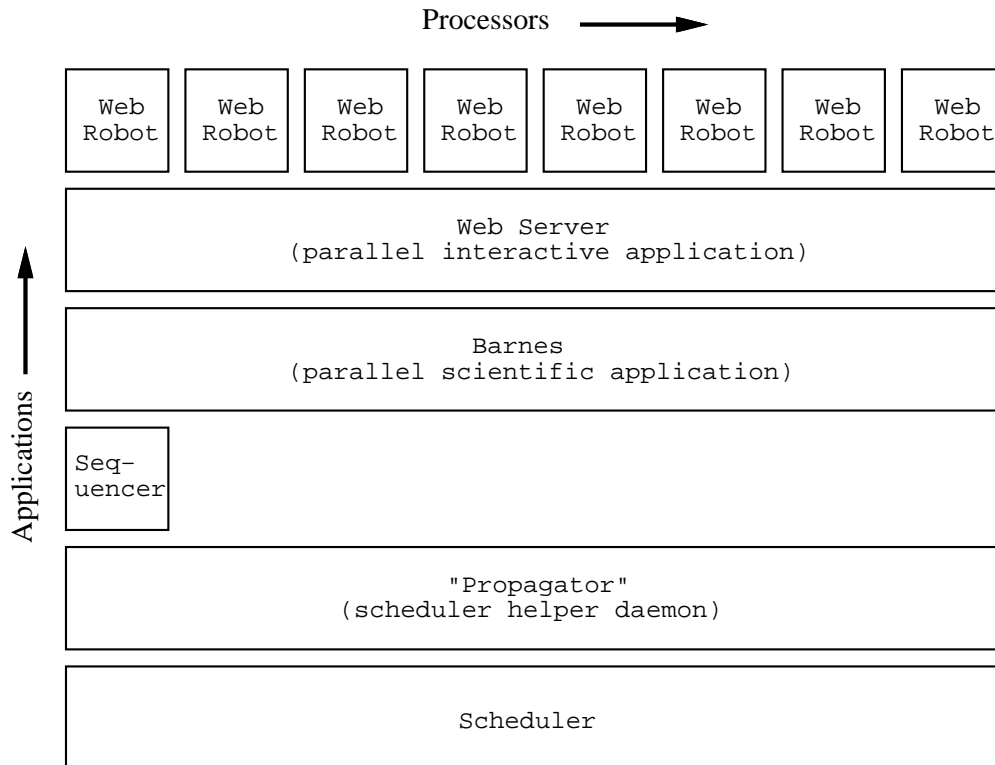 Processors
Web Web Web Web Web Web Web Web
Robot Robot Robot Robot Robot Robot Robot Robot
Web Server
(parallel interactive application)
Barnes
(parallel scientific application)
Seq-
uencer
"Propagator"
(scheduler helper daemon)
Scheduler
Applications